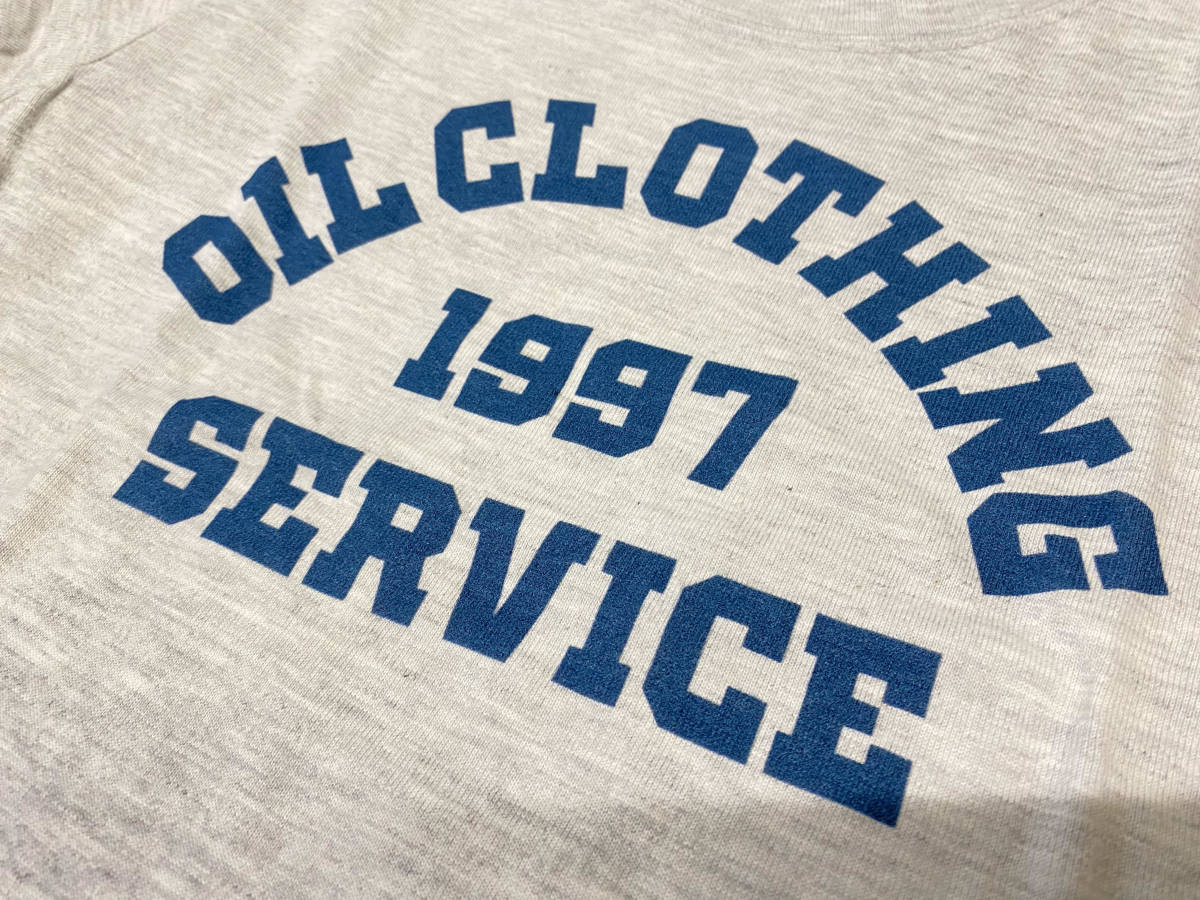 OIL CLOTHING
1997
SERVICE